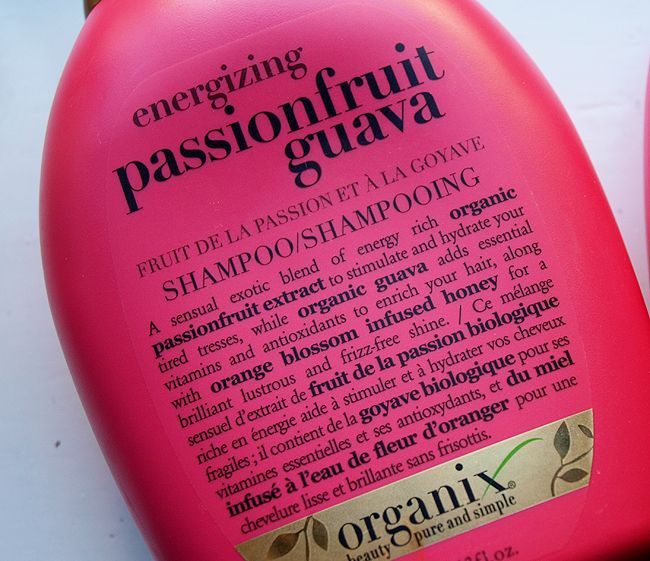 energizing
passionfruit
guava
FRUIT DE LA PASSION ET À LA GOYAVE
SHAMPOO/SHAMPOOING
A sensual exotic blend of energy rich organic
passionfruit extract to stimulate and hydrate your
tired tresses, while organic guava adds essential
vitamins and antioxidants to enrich your hair, along
with orange blossom infused honey for a
brilliant lustrous and frizz-free shine. / Ce mélange
sensuel d'extrait de fruit de la passion biologique
riche en énergie aide à stimuler et à hydrater vos cheveux
fragiles ; il contient de la goyave biologique pour ses
vitamines essentielles et ses antioxydants, et du miel
infusé à l'eau de fleur d'oranger pour une
chevelure lisse et brillante sans frisottis.
organix®
beauty pure and simple
fl oz.